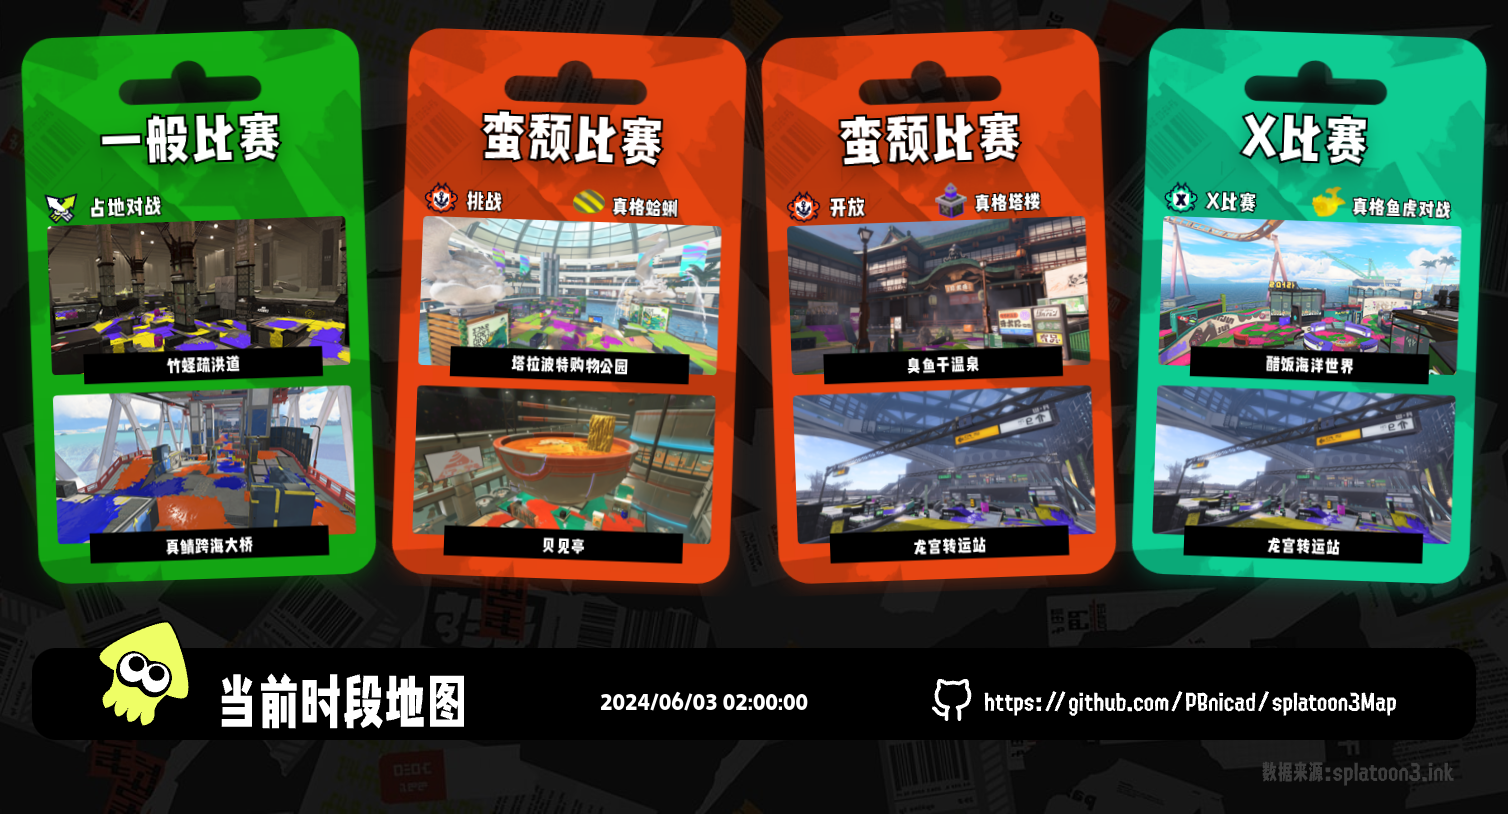 一般比赛
占地对战
竹蛏疏洪道
真鲭跨海大桥
蛮颓比赛
挑战
真格蛤蜊
塔拉波特购物公园
贝见亭
蛮颓比赛
开放
真格塔楼
臭鱼干温泉
龙宫转运站
X比赛
X比赛
真格鱼虎对战
醋饭海洋世界
龙宫转运站
当前时段地图
2024/06/03 02:00:00
https://github.com/PBnicad/splatoon3Map
数据来源:splatoon3.ink